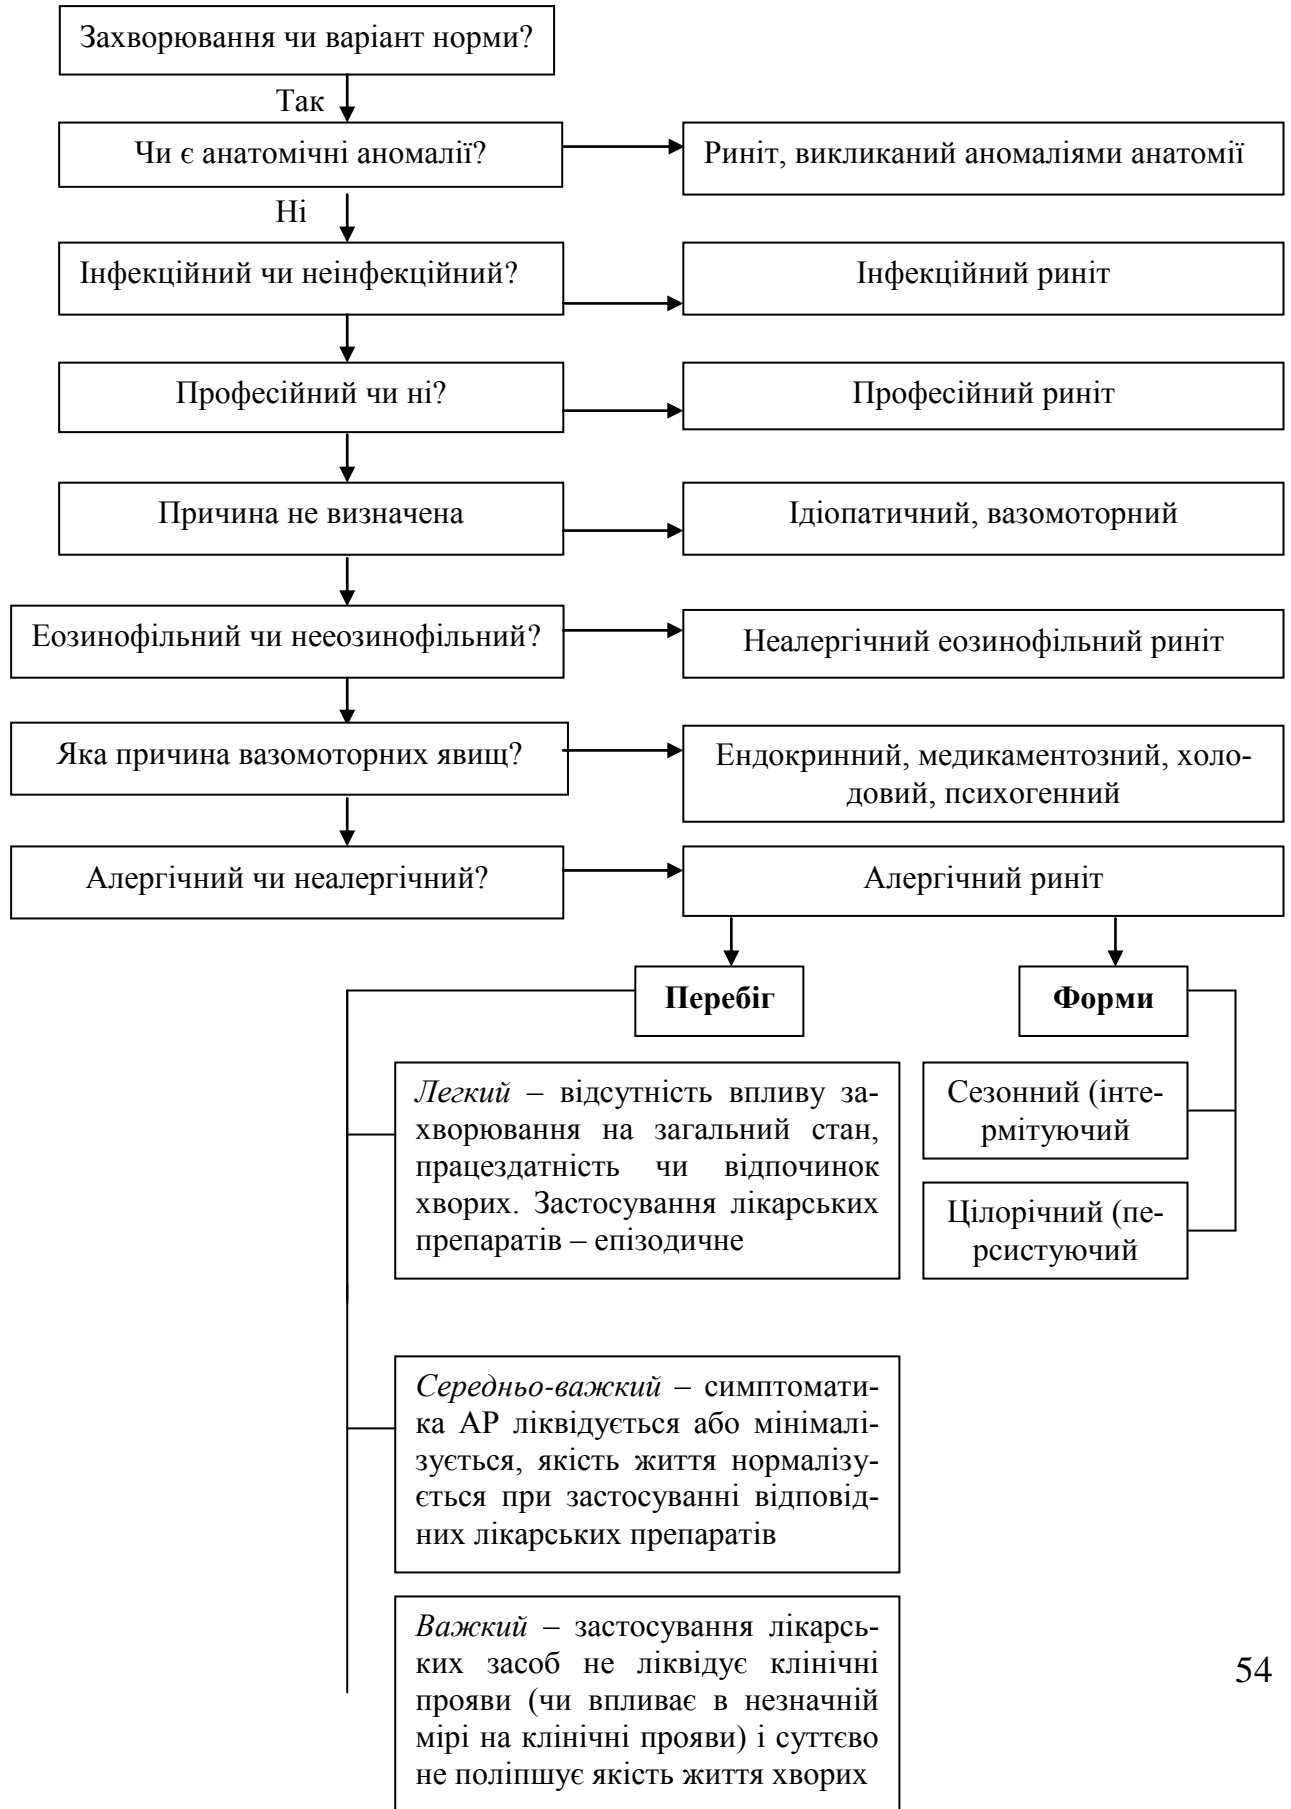 Захворювання чи варіант норми?
Так
Чи є анатомічні аномалії?
Риніт, викликаний аномаліями анатомії
Ні
Інфекційний чи неінфекційний?
Інфекційний риніт
Професійний чи ні?
Професійний риніт
Причина не визначена
Ідіопатичний, вазомоторний
Еозинофільний чи нееозинофільний?
Неалергічний еозинофільний риніт
Яка причина вазомоторних явищ?
Ендокринний, медикаментозний, холо-
довий, психогенний
Алергічний чи неалергічний?
Алергічний риніт
Перебіг
Форми
Легкий – відсутність впливу за-
хворювання на загальний стан,
працездатність чи відпочинок
хворих. Застосування лікарських
препаратів – епізодичне
Сезонний (інте-
рмітуючий
Цілорічний (пе-
рсистуючий
Середньо-важкий – симптомати-
ка АР ліквідується або мінімалі-
зується, якість життя нормалізу-
ється при застосуванні відповід-
них лікарських препаратів
Важкий – застосування лікарсь-
ких засоб не ліквідує клінічні
прояви (чи впливає в незначній
мірі на клінічні прояви) і суттєво
не поліпшує якість життя хворих
54